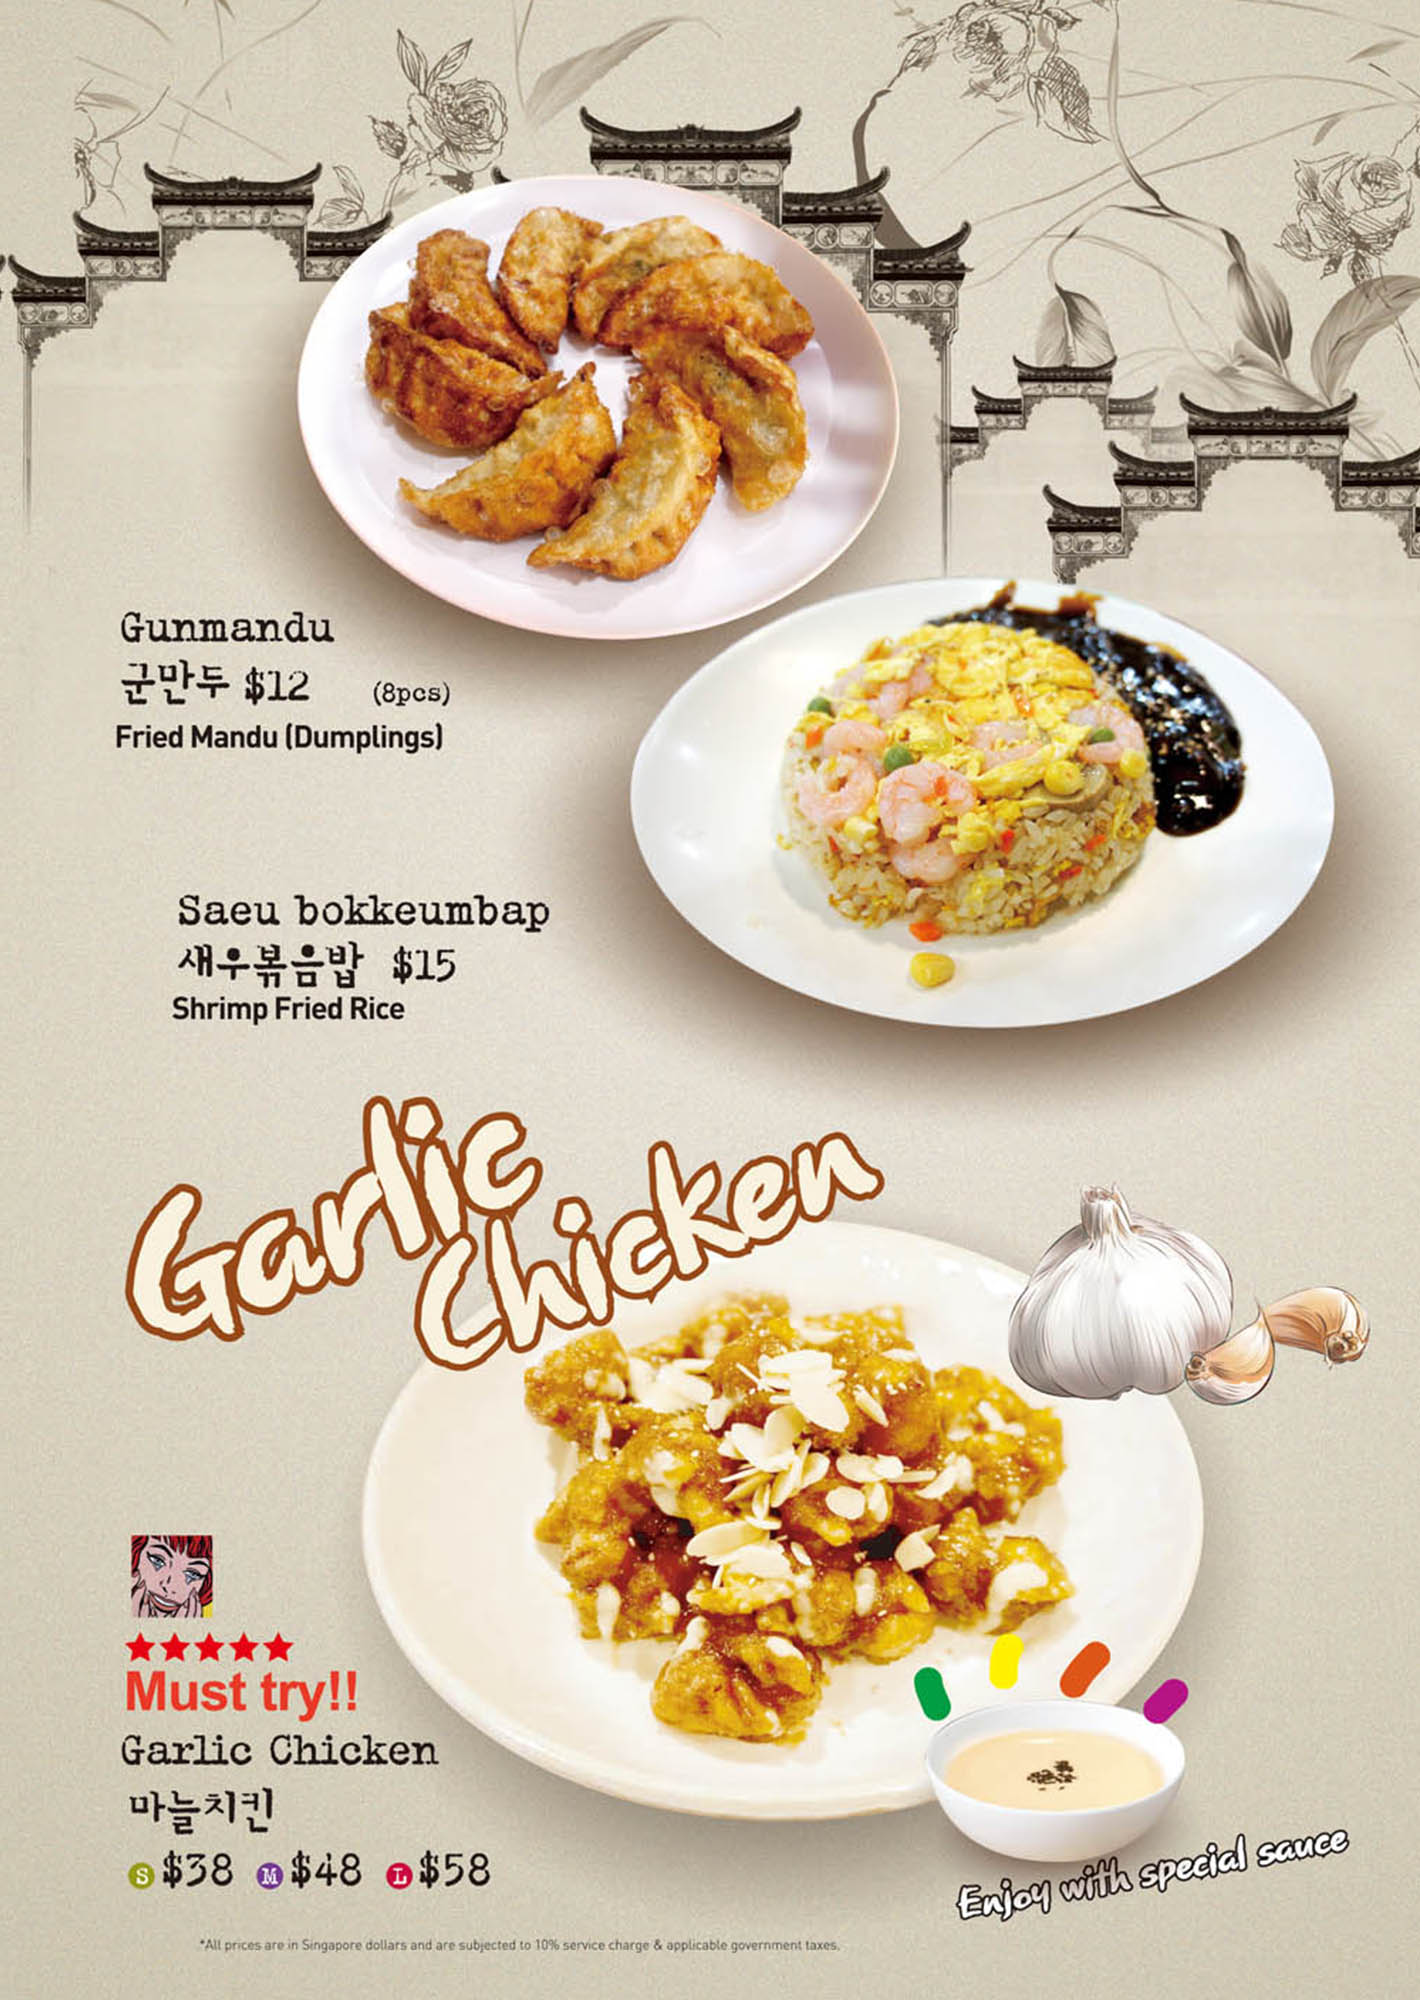 Gunmandu
군만두 $12 (8pcs)
Fried Mandu (Dumplings)
Saeu bokkeumbap
새우볶음밥 $15
Shrimp Fried Rice
Garlic
Chicken
Must try!!
Garlic Chicken
마늘치킨
S $38 M $48 L $58
Enjoy with special sauce
*All prices are in Singapore dollars and are subjected to 10% service charge & applicable government taxes.